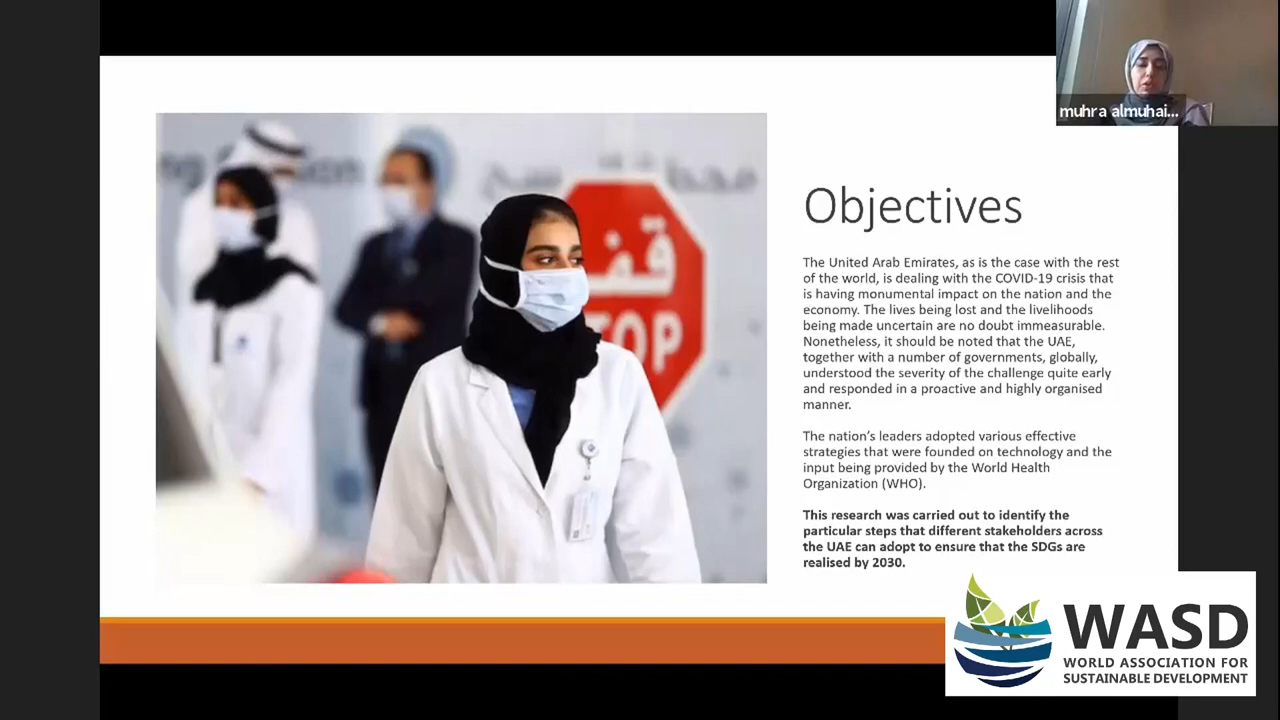 muhra almuhai...
Objectives
The United Arab Emirates, as is the case with the rest
of the world, is dealing with the COVID-19 crisis that
is having monumental impact on the nation and the
economy. The lives being lost and the livelihoods
being made uncertain are no doubt immeasurable.
Nonetheless, it should be noted that the UAE,
together with a number of governments, globally,
understood the severity of the challenge quite early
and responded in a proactive and highly organised
manner.
The nation's leaders adopted various effective
strategies that were founded on technology and the
input being provided by the World Health
Organization (WHO).
This research was carried out to identify the
particular steps that different stakeholders across
the UAE can adopt to ensure that the SDGs are
realised by 2030.
قف
TOP
WASD
WORLD ASSOCIATION FOR
SUSTAINABLE DEVELOPMENT